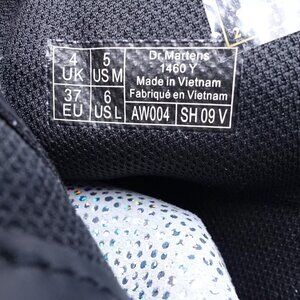 4 UK 5 US M
37 EU 6 US L
Dr.Martens
1460 Y
Made in Vietnam
Fabriqué en Vietnam
AW004 SH 09 V